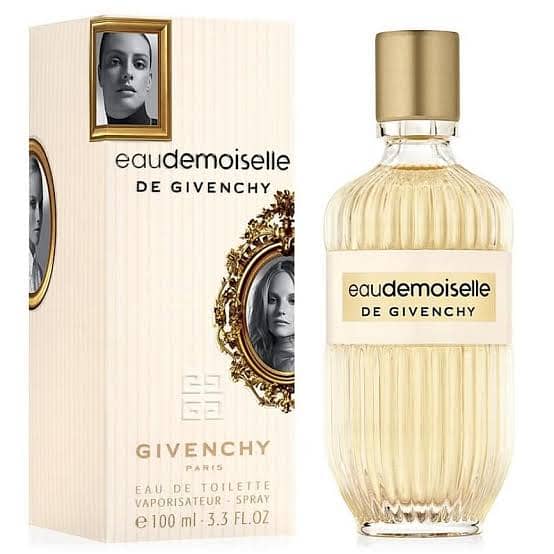 eaudemoiselle
DE GIVENCHY
GIVENCHY
PARIS
EAU DE TOILETTE
VAPORISATEUR - SPRAY
℮ 100 ml - 3.3 FL.OZ
eaudemoiselle
DE GIVENCHY